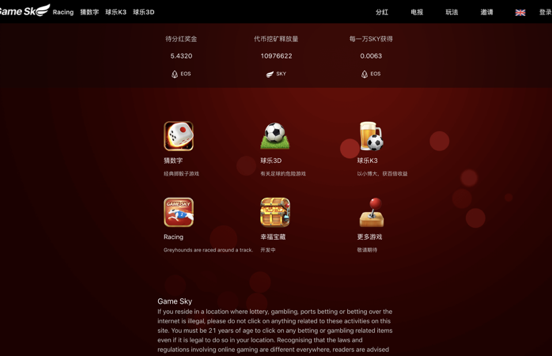 Game Sky Racing 猜数字 球乐K3 球乐3D 分红 电报 玩法 邀请 登录
待分红奖金 代币挖矿释放量 每一万SKY获得
5.4320 10976622 0.0063
EOS SKY EOS
猜数字 球乐3D 球乐K3
经典掷骰子游戏 有关足球的危险游戏 以小博大，获百倍收益
GAMEDAY
Racing 幸福宝藏 更多游戏
Greyhounds are raced around a track. 开发中 敬请期待
Game Sky
If you reside in a location where lottery, gambling, ports betting or betting over the
internet is illegal, please do not click on anything related to these activities on this
site. You must be 21 years of age to click on any betting or gambling related items
even if it is legal to do so in your location. Recognising that the laws and
regulations involving online gaming are different everywhere, readers are advised